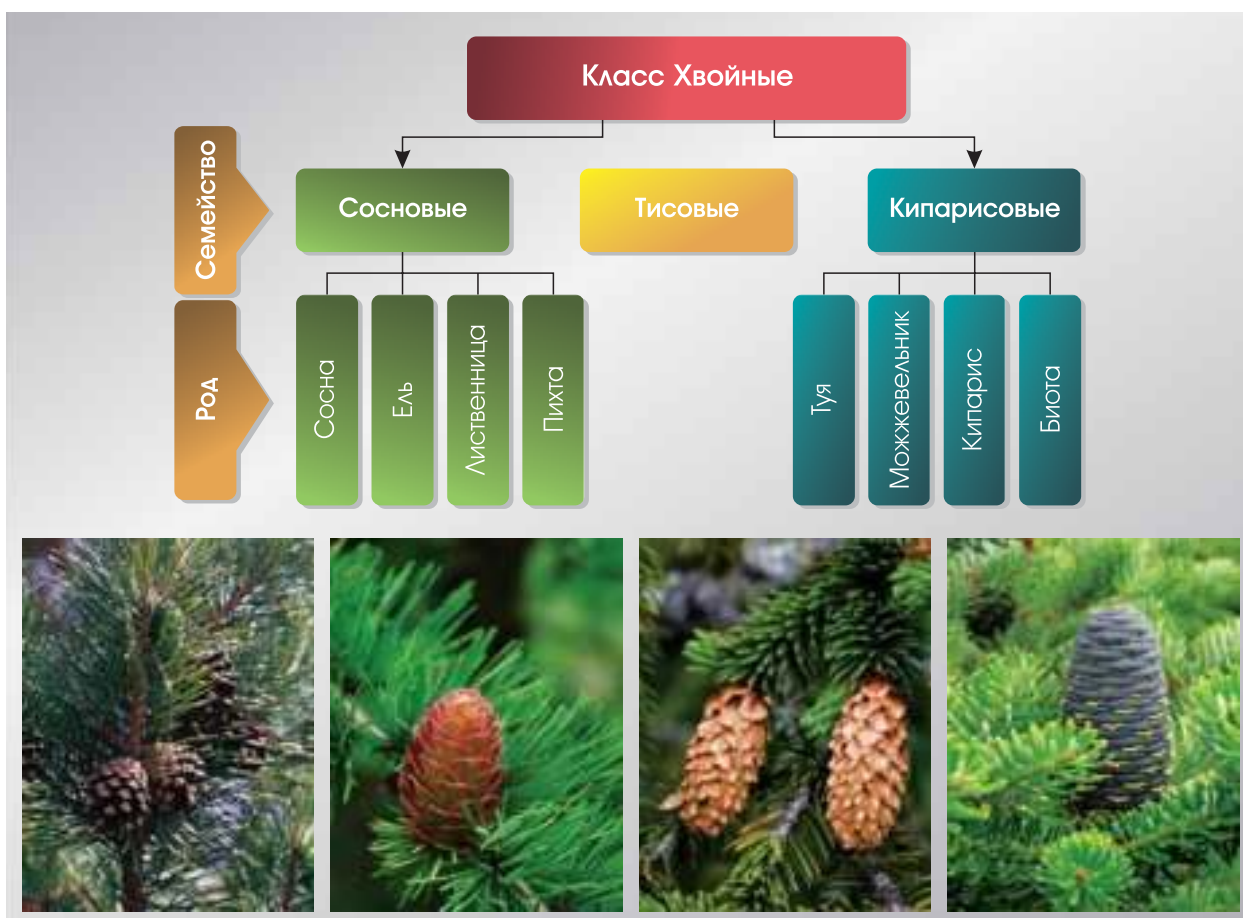 Класс Хвойные
Семейство
Сосновые
Тисовые
Кипарисовые
Род
Сосна
Ель
Лиственница
Пихта
Туя
Можжевельник
Кипарис
Биота